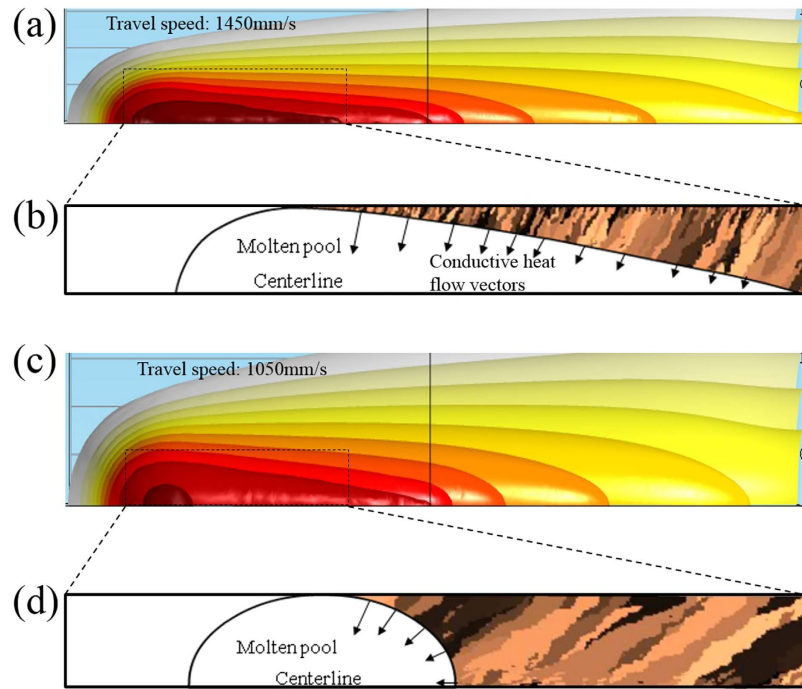 (a)
Travel speed: 1450mm/s
(b)
Molten pool
Centerline
Conductive heat
flow vectors
(c)
Travel speed: 1050mm/s
(d)
Molten pool
Centerline